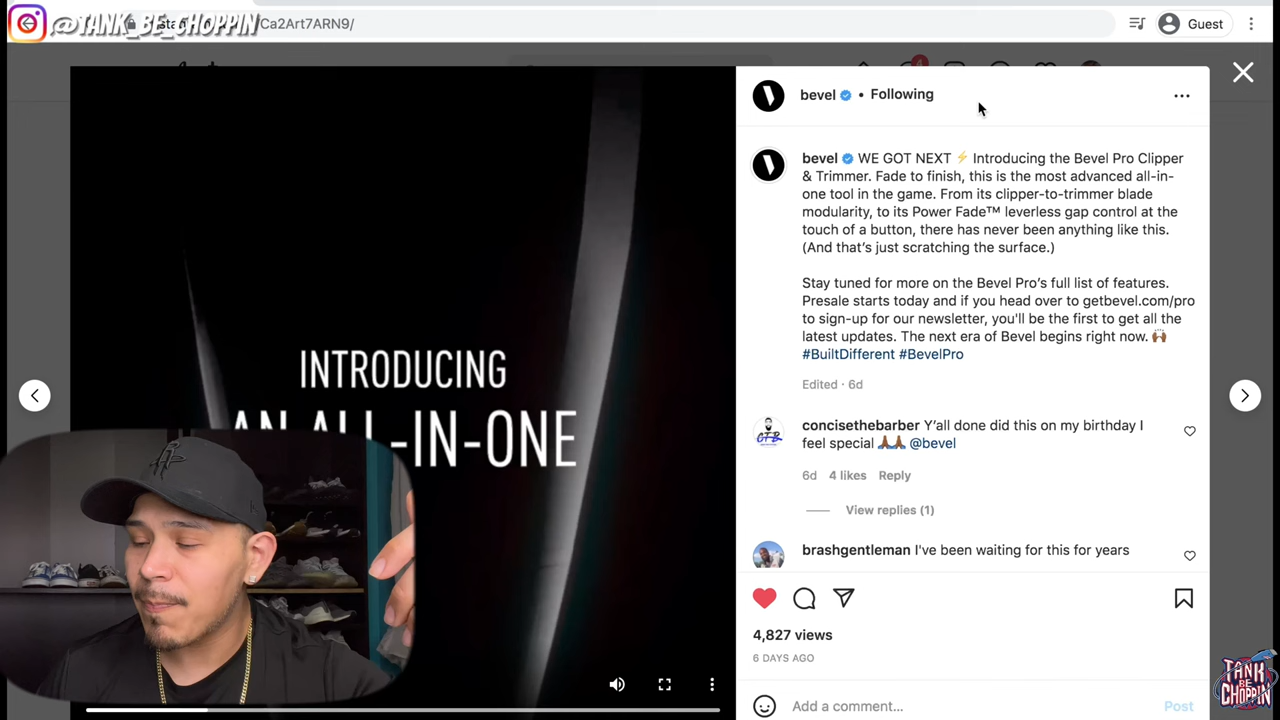 @TANK_BE_CHOPPIN
/Ca2Art7ARN9/
Guest
bevel • Following
bevel WE GOT NEXT ⚡ Introducing the Bevel Pro Clipper
& Trimmer. Fade to finish, this is the most advanced all-in-
one tool in the game. From its clipper-to-trimmer blade
modularity, to its Power Fade™ leverless gap control at the
touch of a button, there has never been anything like this.
(And that's just scratching the surface.)
Stay tuned for more on the Bevel Pro's full list of features.
Presale starts today and if you head over to getbevel.com/pro
to sign-up for our newsletter, you'll be the first to get all the
latest updates. The next era of Bevel begins right now. 🙌🏾
#BuiltDifferent #BevelPro
Edited · 6d
concisethebarber Y'all done did this on my birthday I
feel special 🙏🏾🙏🏾 @bevel
6d 4 likes Reply
View replies (1)
brashgentleman I've been waiting for this for years
4,827 views
6 DAYS AGO
Add a comment...
Post
INTRODUCING
AN ALL-IN-ONE
TANK
BE
CHOPPIN